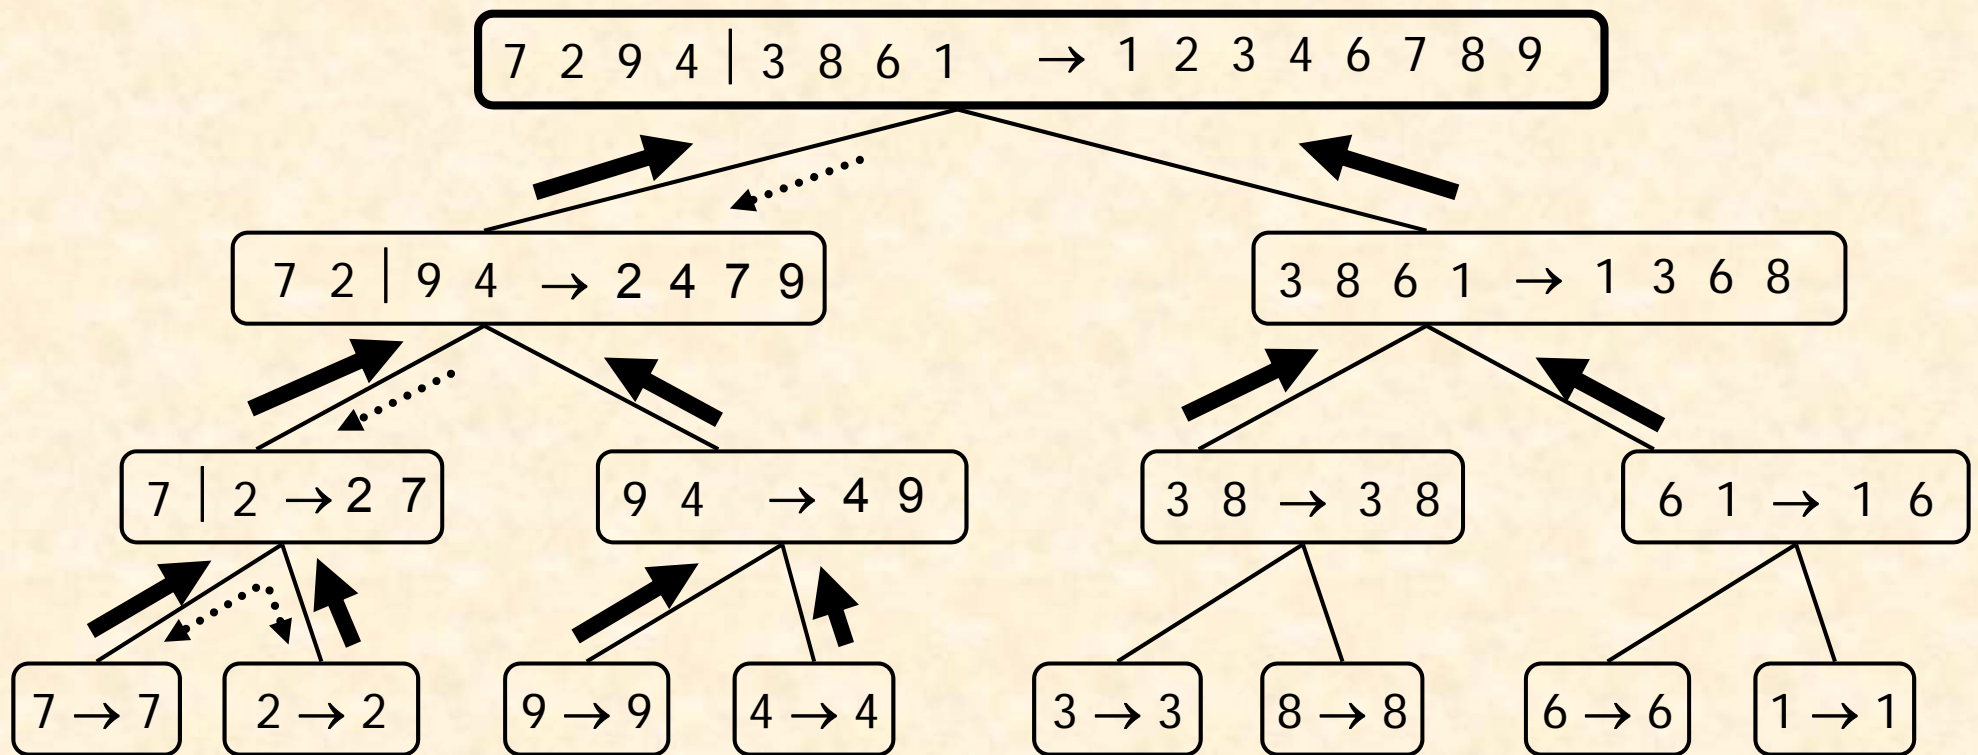 7 2 9 4 | 3 8 6 1 → 1 2 3 4 6 7 8 9
7 2 | 9 4 → 2 4 7 9
3 8 6 1 → 1 3 6 8
7 | 2 → 2 7
9 4 → 4 9
3 8 → 3 8
6 1 → 1 6
7 → 7
2 → 2
9 → 9
4 → 4
3 → 3
8 → 8
6 → 6
1 → 1